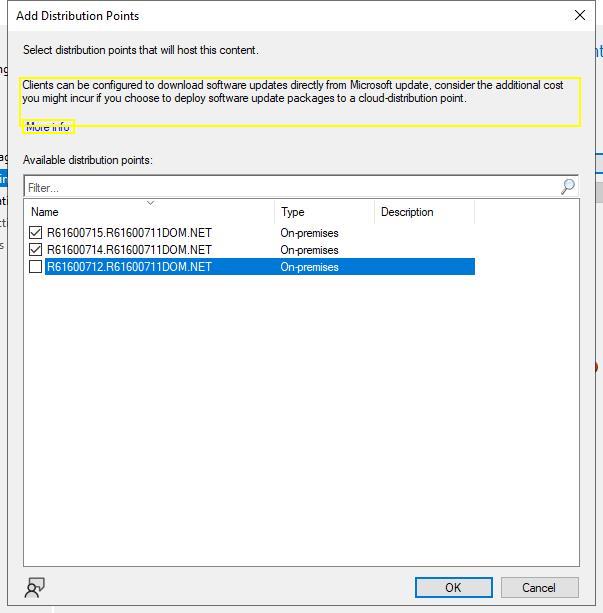 Add Distribution Points
Select distribution points that will host this content.
Clients can be configured to download software updates directly from Microsoft update, consider the additional cost
you might incur if you choose to deploy software update packages to a cloud-distribution point.
More info
Available distribution points:
Filter...
Name Type Description
R61600715.R61600711DOM.NET On-premises
R61600714.R61600711DOM.NET On-premises
R61600712.R61600711DOM.NET On-premises
OK Cancel